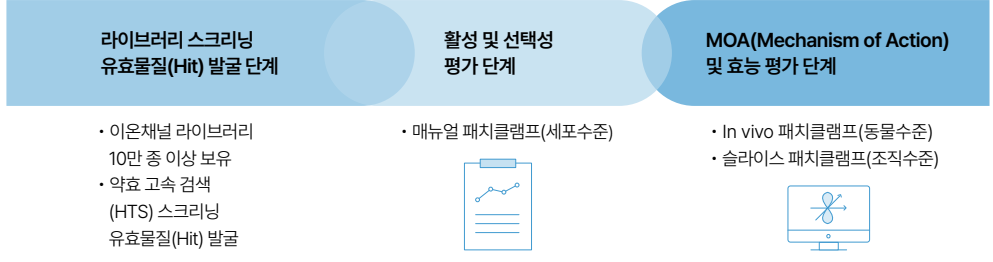 라이브러리 스크리닝
유효물질(Hit) 발굴 단계
활성 및 선택성
평가 단계
MOA(Mechanism of Action)
및 효능 평가 단계
• 이온채널 라이브러리
10만 종 이상 보유
• 약효 고속 검색
(HTS) 스크리닝
유효물질(Hit) 발굴
• 매뉴얼 패치클램프(세포수준)
• In vivo 패치클램프(동물수준)
• 슬라이스 패치클램프(조직수준)